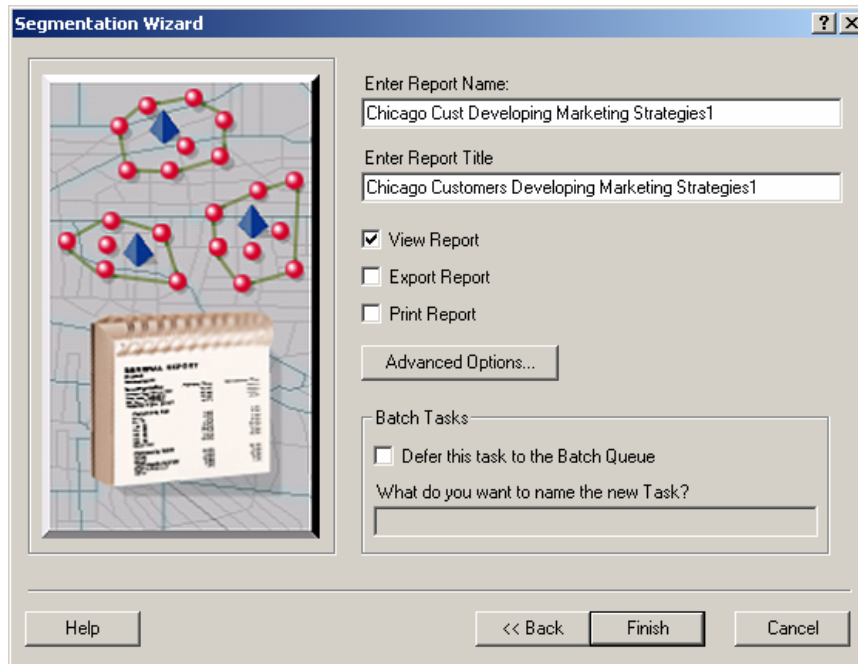 Segmentation Wizard
Enter Report Name:
Chicago Cust Developing Marketing Strategies1
Enter Report Title
Chicago Customers Developing Marketing Strategies1
View Report
Export Report
Print Report
Advanced Options...
Batch Tasks
Defer this task to the Batch Queue
What do you want to name the new Task?
Help
<< Back
Finish
Cancel